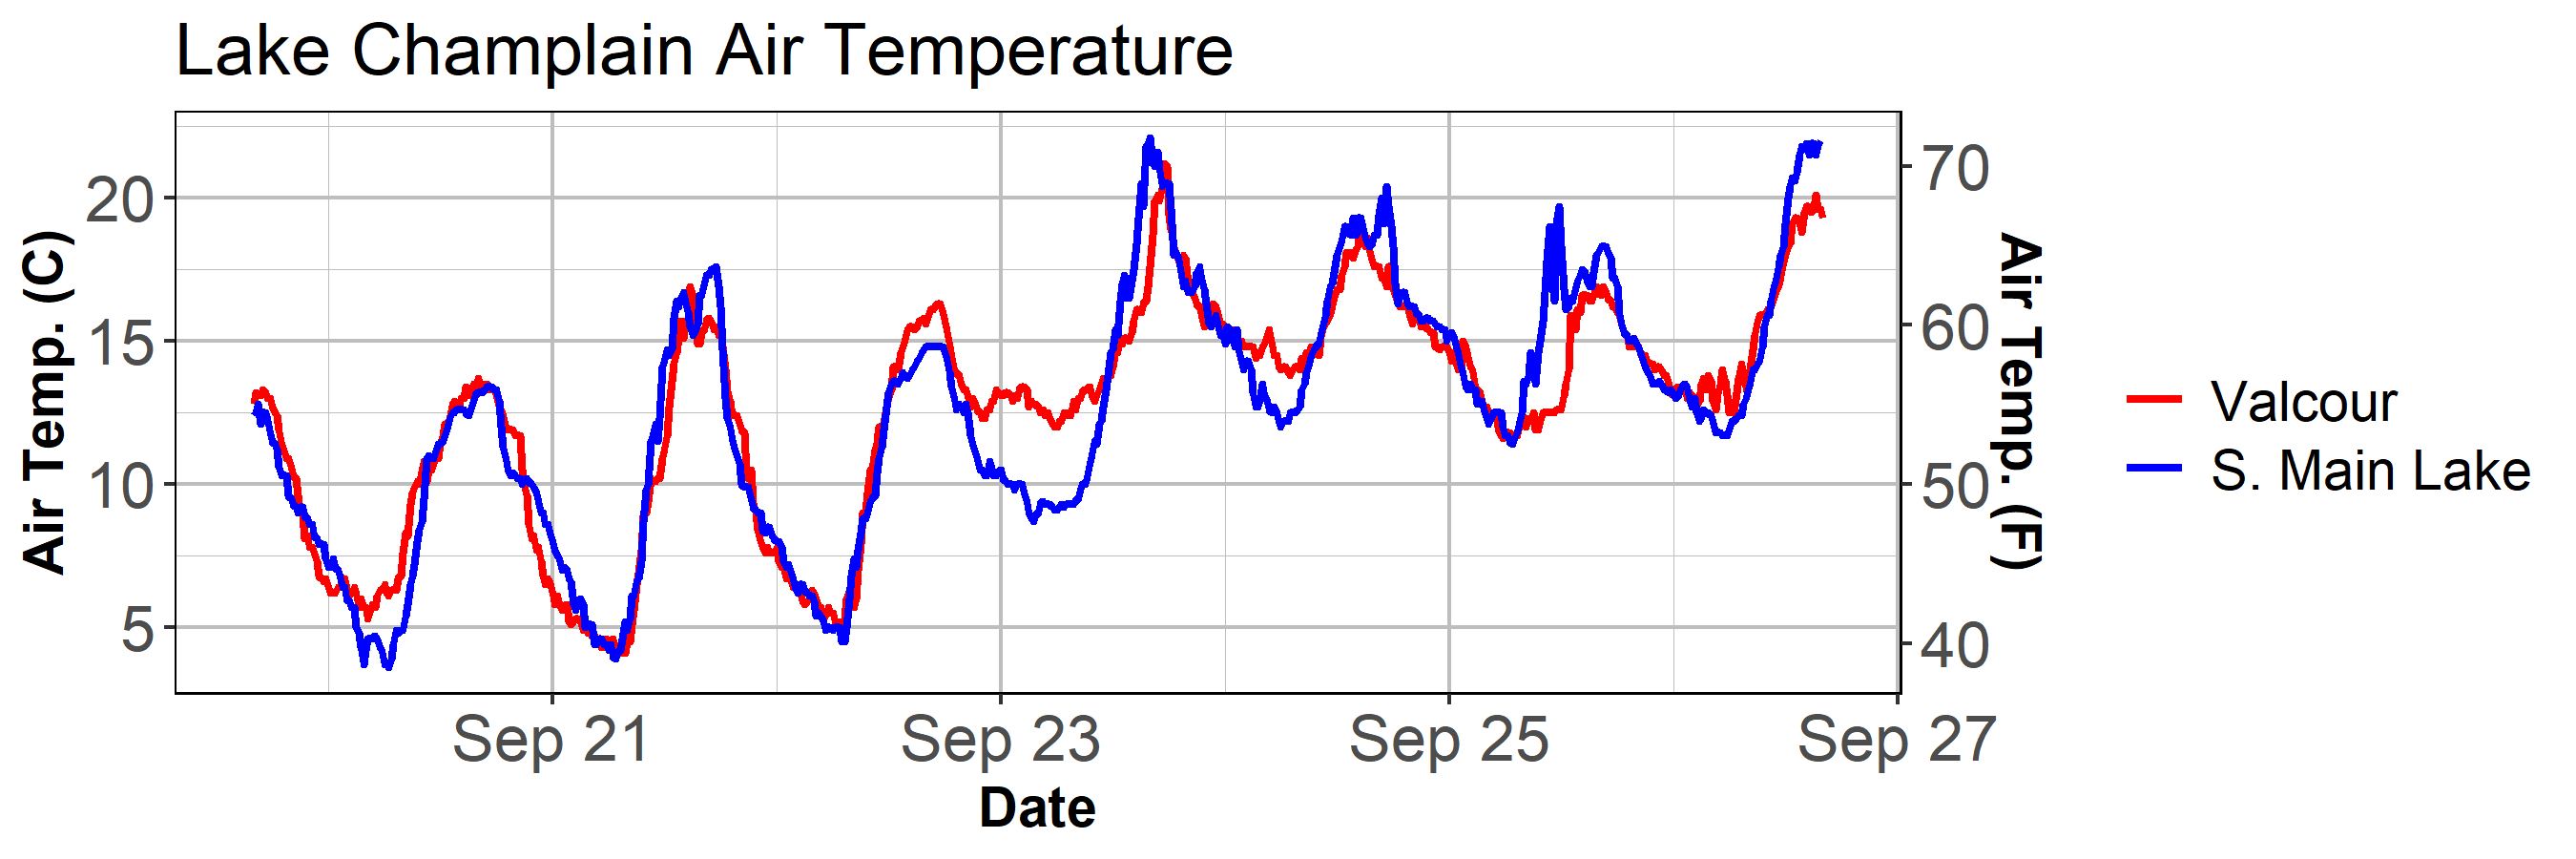 Lake Champlain Air Temperature
Air Temp. (C)
20
15
10
5
70
60
50
40
Air Temp. (F)
Sep 21
Sep 23
Sep 25
Sep 27
Date
Valcour
S. Main Lake